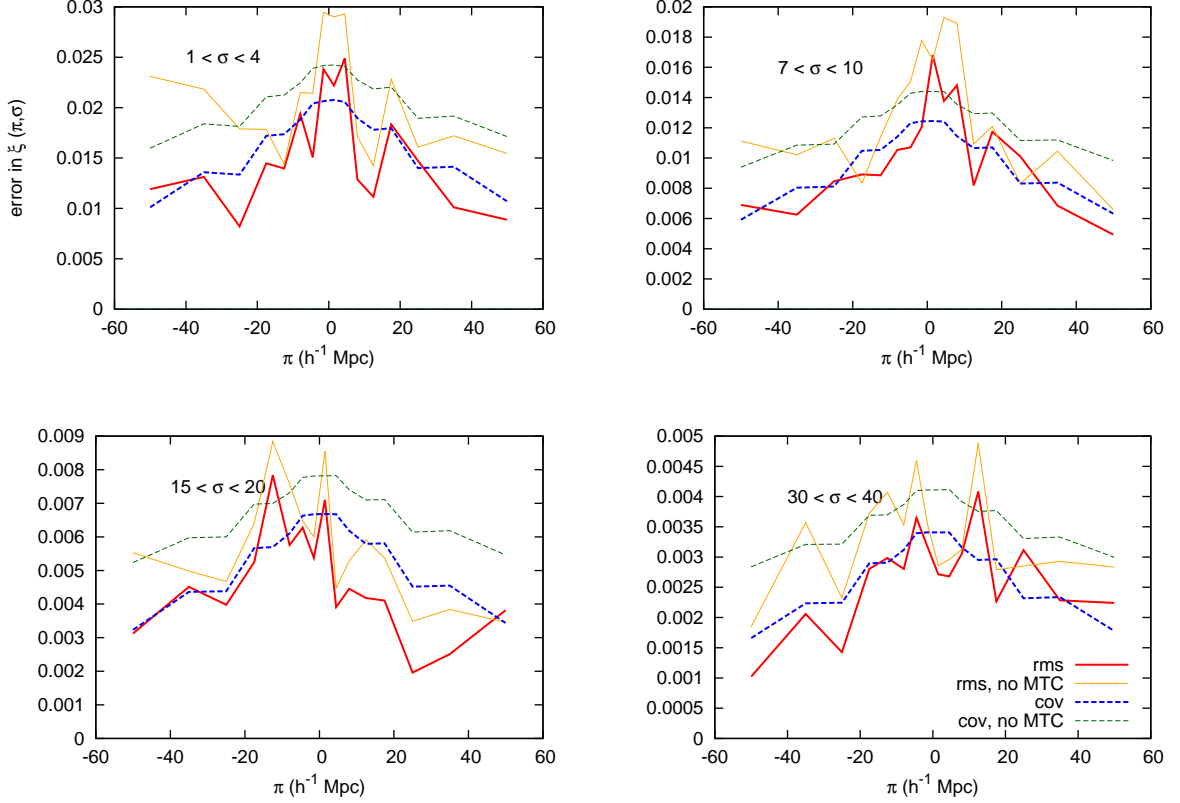 0.03
0.025
0.02
0.015
0.01
0.005
0
-60 -40 -20 0 20 40 60
error in ξ (π,σ)
π (h⁻¹ Mpc)
1 < σ < 4
0.02
0.018
0.016
0.014
0.012
0.01
0.008
0.006
0.004
0.002
0
-60 -40 -20 0 20 40 60
π (h⁻¹ Mpc)
7 < σ < 10
0.009
0.008
0.007
0.006
0.005
0.004
0.003
0.002
0.001
0
-60 -40 -20 0 20 40 60
π (h⁻¹ Mpc)
15 < σ < 20
0.005
0.0045
0.004
0.0035
0.003
0.0025
0.002
0.0015
0.001
0.0005
0
-60 -40 -20 0 20 40 60
π (h⁻¹ Mpc)
30 < σ < 40
rms
rms, no MTC
cov
cov, no MTC